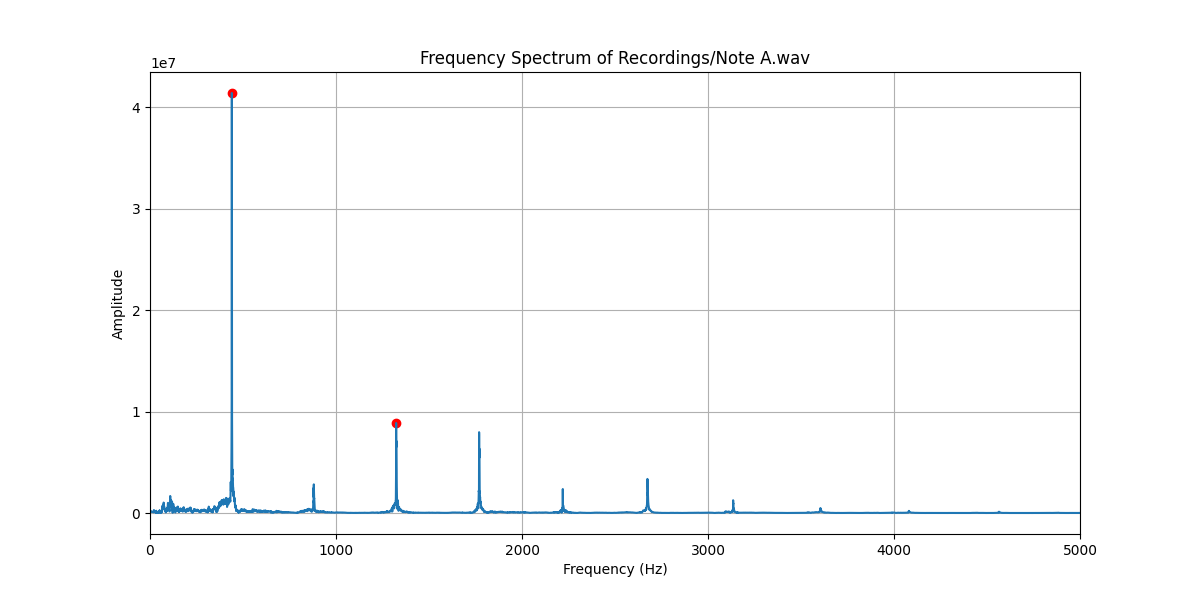 Frequency Spectrum of Recordings/Note A.wav
1e7
4
3
2
1
0
Amplitude
0 1000 2000 3000 4000 5000
Frequency (Hz)